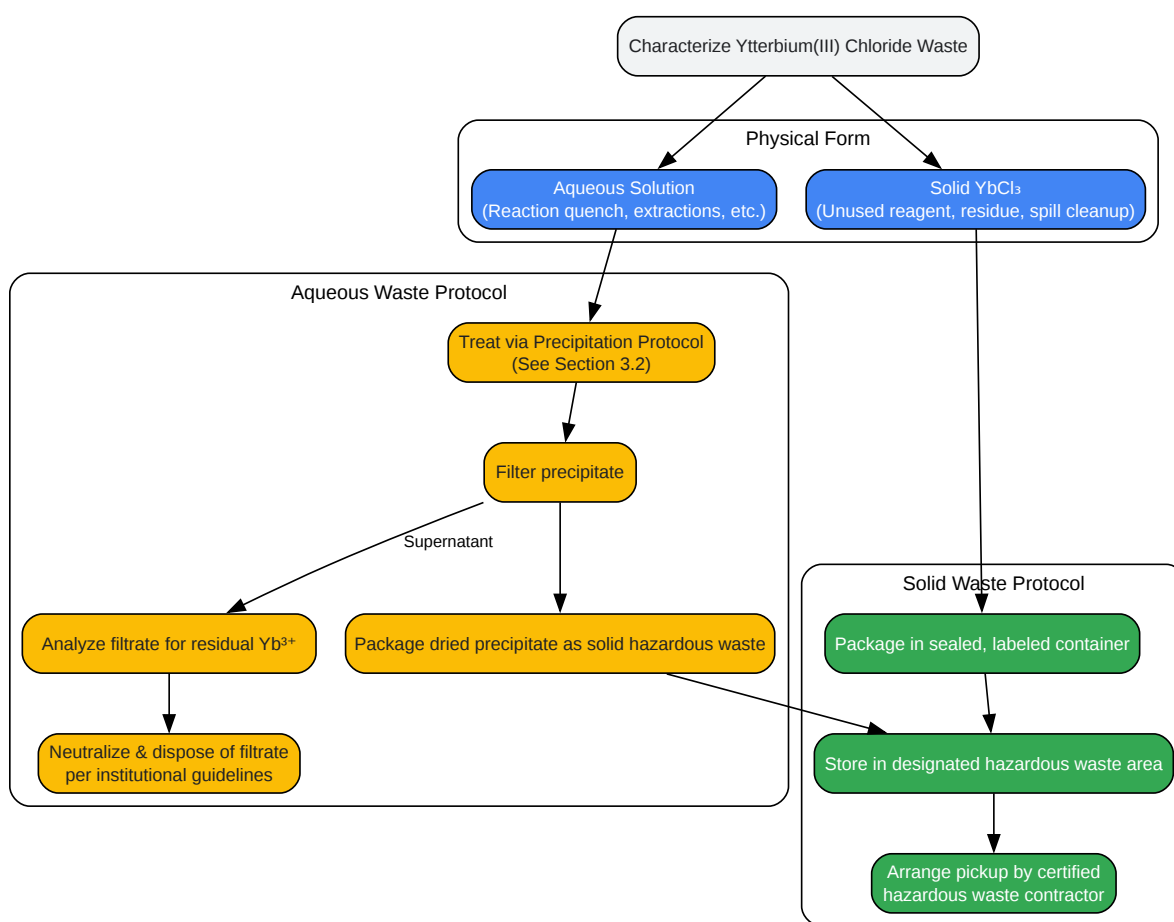 Characterize Ytterbium(III) Chloride Waste
Physical Form
Aqueous Solution
(Reaction quench, extractions, etc.)
Solid YbCl₃
(Unused reagent, residue, spill cleanup)
Aqueous Waste Protocol
Treat via Precipitation Protocol
(See Section 3.2)
Filter precipitate
Supernatant
Analyze filtrate for residual Yb³⁺
Package dried precipitate as solid hazardous waste
Neutralize & dispose of filtrate
per institutional guidelines
Solid Waste Protocol
Package in sealed, labeled container
Store in designated hazardous waste area
Arrange pickup by certified
hazardous waste contractor